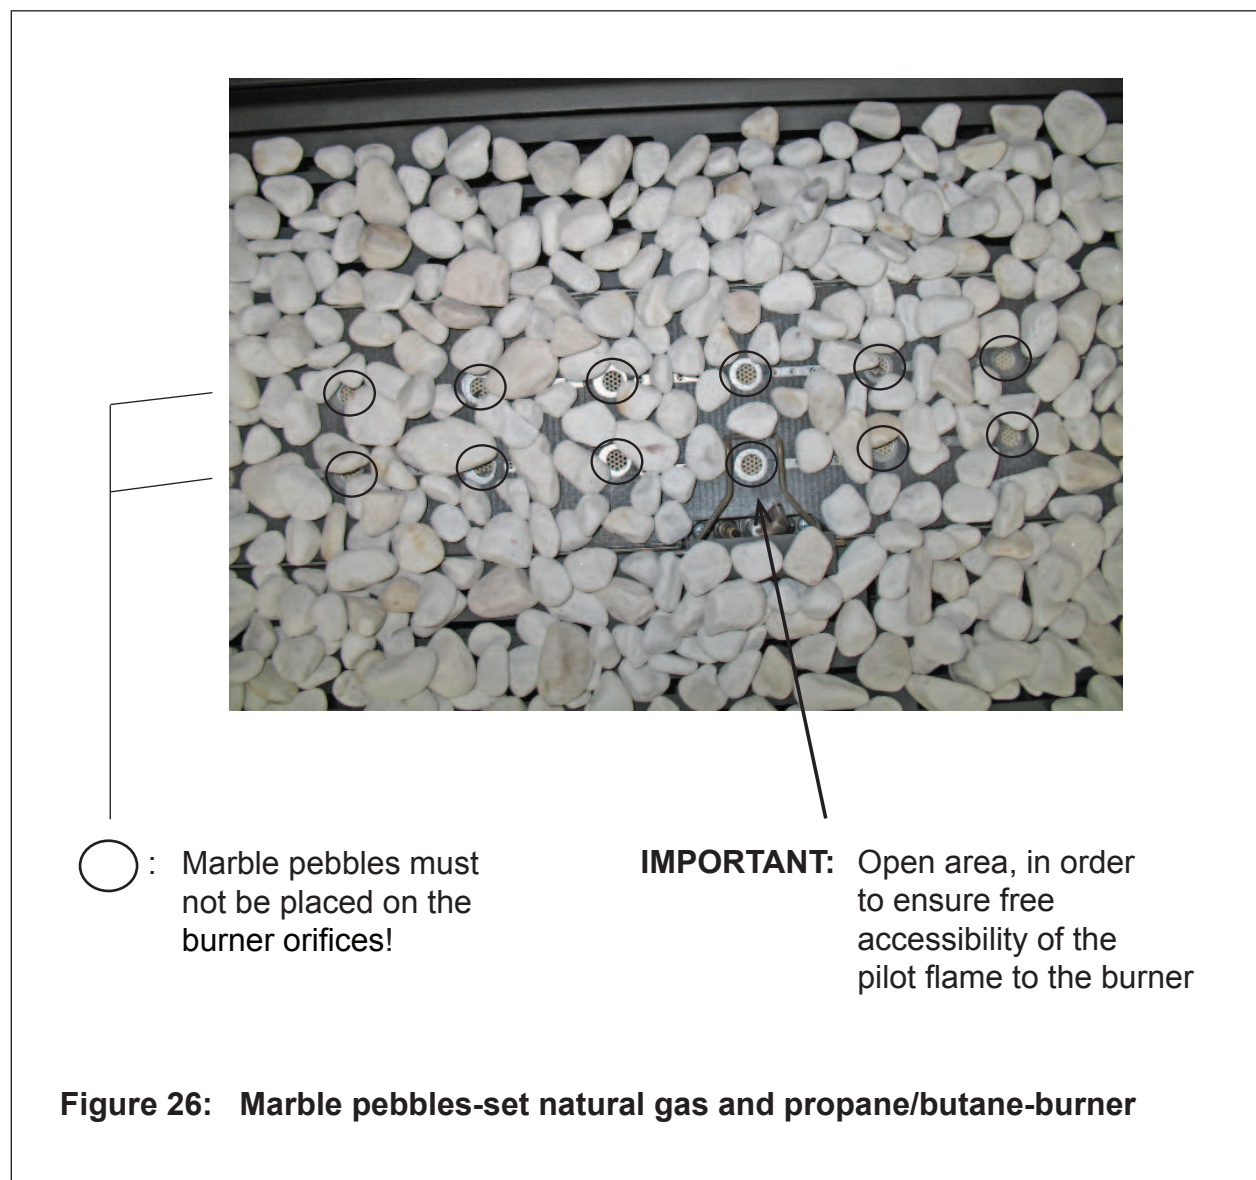 : Marble pebbles must
not be placed on the
burner orifices!
IMPORTANT: Open area, in order
to ensure free
accessibility of the
pilot flame to the burner
Figure 26: Marble pebbles-set natural gas and propane/butane-burner